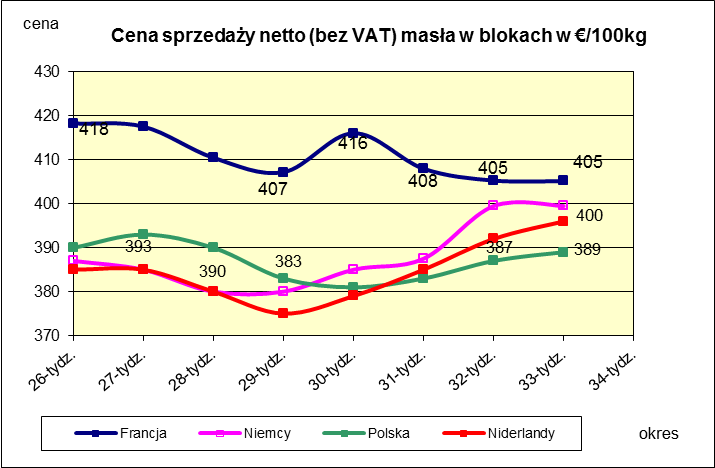 cena
Cena sprzedaży netto (bez VAT) masła w blokach w €/100kg
430
420
410
400
390
380
370
418
407
416
408
405
405
393
390
383
387
400
389
26-tydz.
27-tydz.
28-tydz.
29-tydz.
30-tydz.
31-tydz.
32-tydz.
33-tydz.
34-tydz.
Francja
Niemcy
Polska
Niderlandy
okres